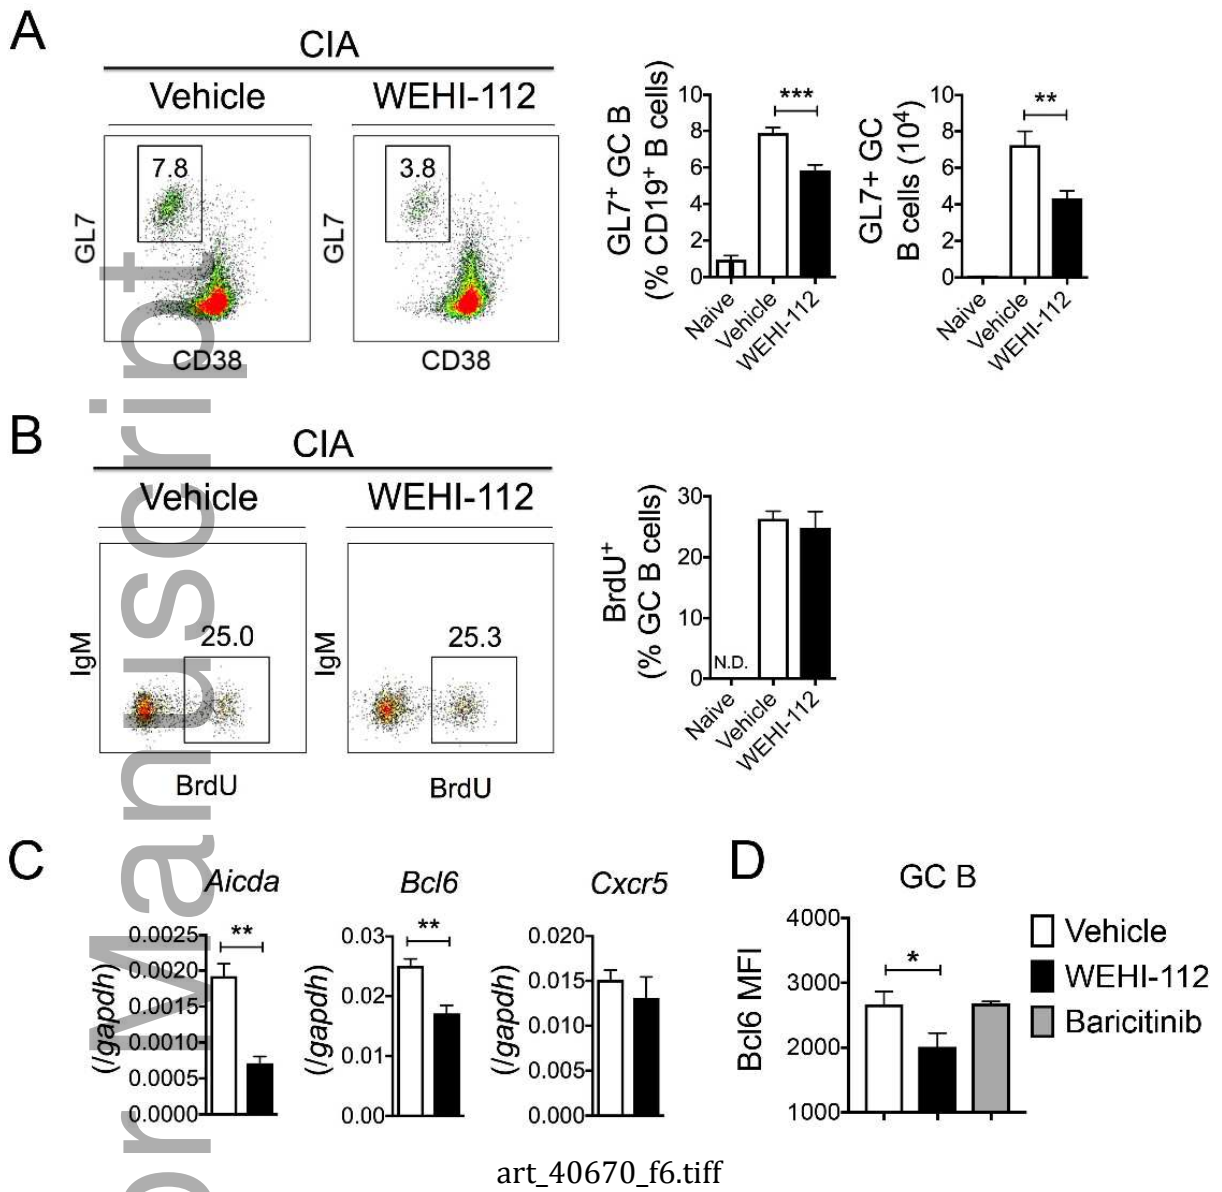 A
CIA
Vehicle
WEHI-112
7.8
3.8
GL7
GL7
CD38
CD38
GL7⁺ GC B
(% CD19⁺ B cells)
10
8
6
4
2
0
***
Naive
Vehicle
WEHI-112
GL7+ GC
B cells (10⁴)
10
8
6
4
2
0
**
Naive
Vehicle
WEHI-112
B
CIA
Vehicle
WEHI-112
25.0
25.3
IgM
IgM
BrdU
BrdU
BrdU⁺
(% GC B cells)
30
20
10
0
N.D.
Naive
Vehicle
WEHI-112
C
Aicda
(/gapdh)
0.0025
0.0020
0.0015
0.0010
0.0005
0.0000
**
Bcl6
(/gapdh)
0.03
0.02
0.01
0.00
**
Cxcr5
(/gapdh)
0.020
0.015
0.010
0.005
0.000
D
GC B
Bcl6 MFI
4000
3000
2000
1000
*
Vehicle
WEHI-112
Baricitinib
or Manuscript
art_40670_f6.tiff